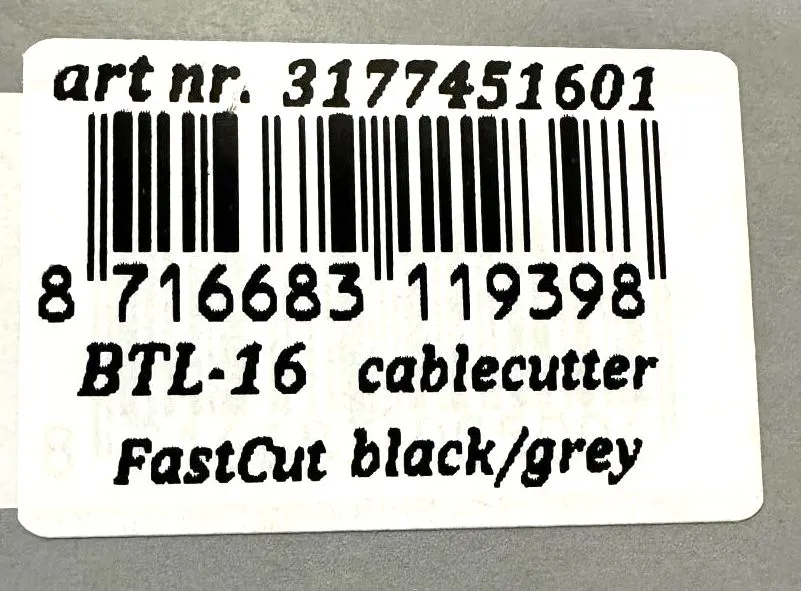 art nr. 3177451601
8 716683 119398
BTL-16 cablecutter
FastCut black/grey